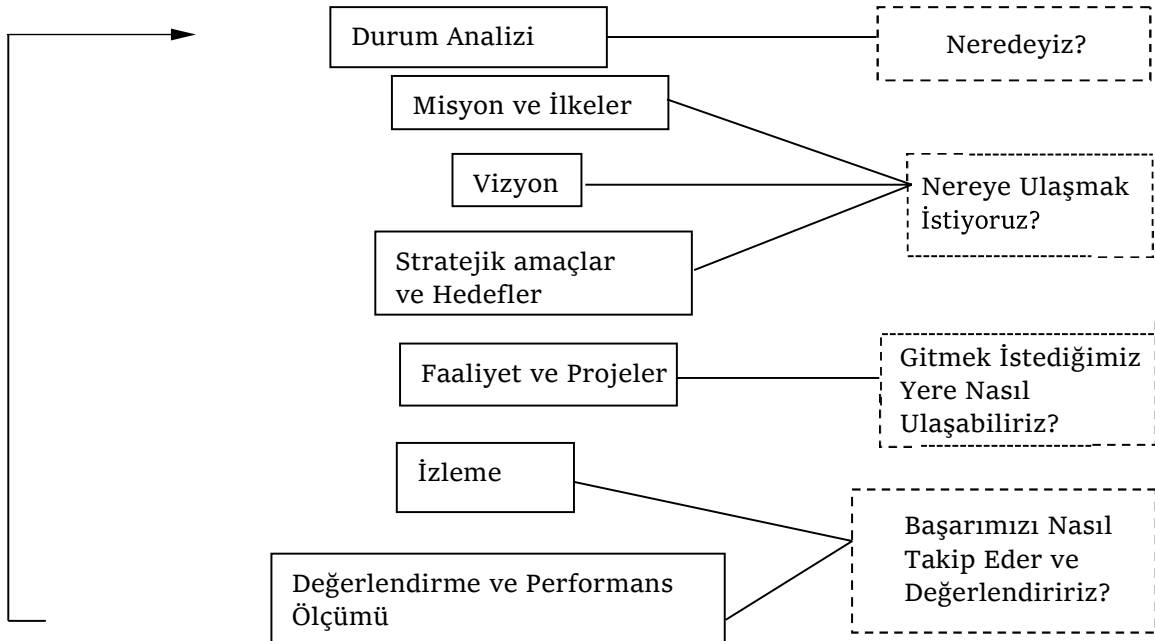 Durum Analizi
Neredeyiz?
Misyon ve İlkeler
Vizyon
Nereye Ulaşmak
İstiyoruz?
Stratejik amaçlar
ve Hedefler
Faaliyet ve Projeler
Gitmek İstediğimiz
Yere Nasıl
Ulaşabiliriz?
İzleme
Başarımızı Nasıl
Takip Eder ve
Değerlendiririz?
Değerlendirme ve Performans
Ölçümü